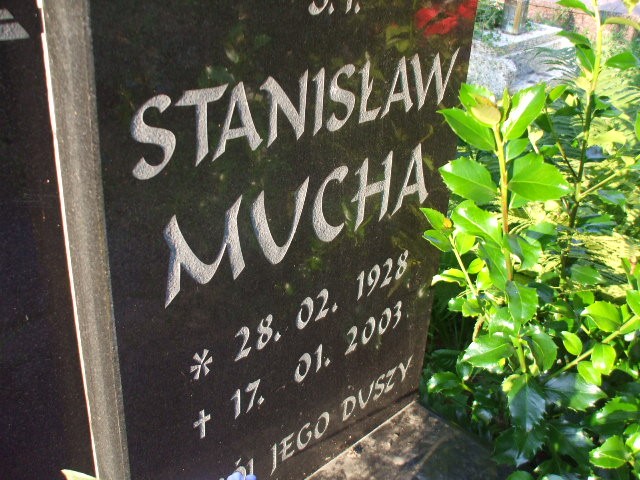 Ś.P.
STANISŁAW
MUCHA
* 28. 02. 1928
✝ 17. 01. 2003
JEGO DUSZY